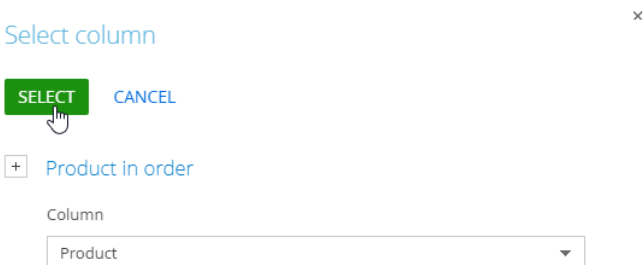 Select column
SELECT CANCEL
Product in order
Column
Product